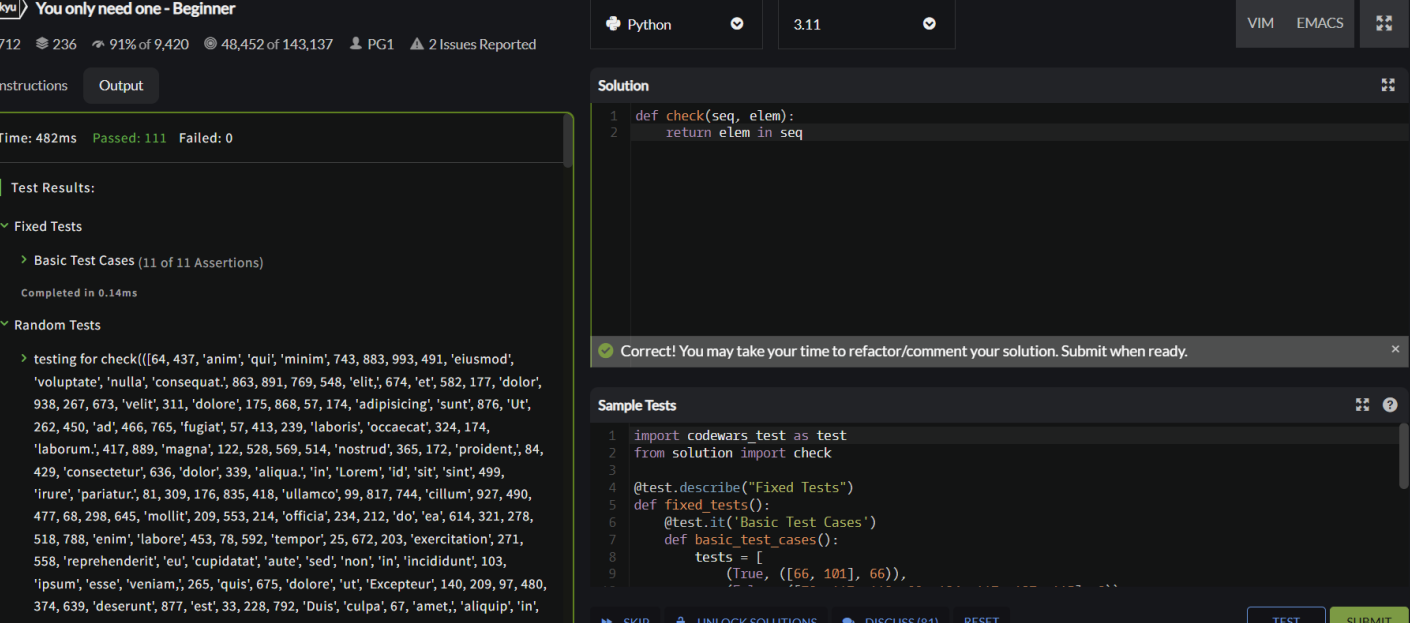 kyu You only need one - Beginner
712 236 91% of 9,420 48,452 of 143,137 PG1 2 Issues Reported
nstructions Output
Time: 482ms Passed: 111 Failed: 0
Test Results:
Fixed Tests
Basic Test Cases (11 of 11 Assertions)
Completed in 0.14ms
Random Tests
testing for check(([64, 437, 'anim', 'qui', 'minim', 743, 883, 993, 491, 'eiusmod',
'voluptate', 'nulla', 'consequat.', 863, 891, 769, 548, 'elit,', 674, 'et', 582, 177, 'dolor',
938, 267, 673, 'velit', 311, 'dolore', 175, 868, 57, 174, 'adipisicing', 'sunt', 876, 'Ut',
262, 450, 'ad', 466, 765, 'fugiat', 57, 413, 239, 'laboris', 'occaecat', 324, 174,
'laborum.', 417, 889, 'magna', 122, 528, 569, 514, 'nostrud', 365, 172, 'proident,', 84,
429, 'consectetur', 636, 'dolor', 339, 'aliqua.', 'in', 'Lorem', 'id', 'sit', 'sint', 499,
'irure', 'pariatur.', 81, 309, 176, 835, 418, 'ullamco', 99, 817, 744, 'cillum', 927, 490,
477, 68, 298, 645, 'mollit', 209, 553, 214, 'officia', 234, 212, 'do', 'ea', 614, 321, 278,
518, 788, 'enim', 'labore', 453, 78, 592, 'tempor', 25, 672, 203, 'exercitation', 271,
558, 'reprehenderit', 'eu', 'cupidatat', 'aute', 'sed', 'non', 'in', 'incididunt', 103,
'ipsum', 'esse', 'veniam,', 265, 'quis', 675, 'dolore', 'ut', 'Excepteur', 140, 209, 97, 480,
374, 639, 'deserunt', 877, 'est', 33, 228, 792, 'Duis', 'culpa', 67, 'amet,', 'aliquip', 'in',
Python 3.11 VIM EMACS
Solution
1 def check(seq, elem):
2 return elem in seq
Correct! You may take your time to refactor/comment your solution. Submit when ready.
Sample Tests
1 import codewars_test as test
2 from solution import check
3
4 @test.describe("Fixed Tests")
5 def fixed_tests():
6 @test.it('Basic Test Cases')
7 def basic_test_cases():
8 tests = [
9 (True, ([66, 101], 66)),
SKIP UNLOCK SOLUTIONS DISCUSS (81) RESET TEST SUBMIT